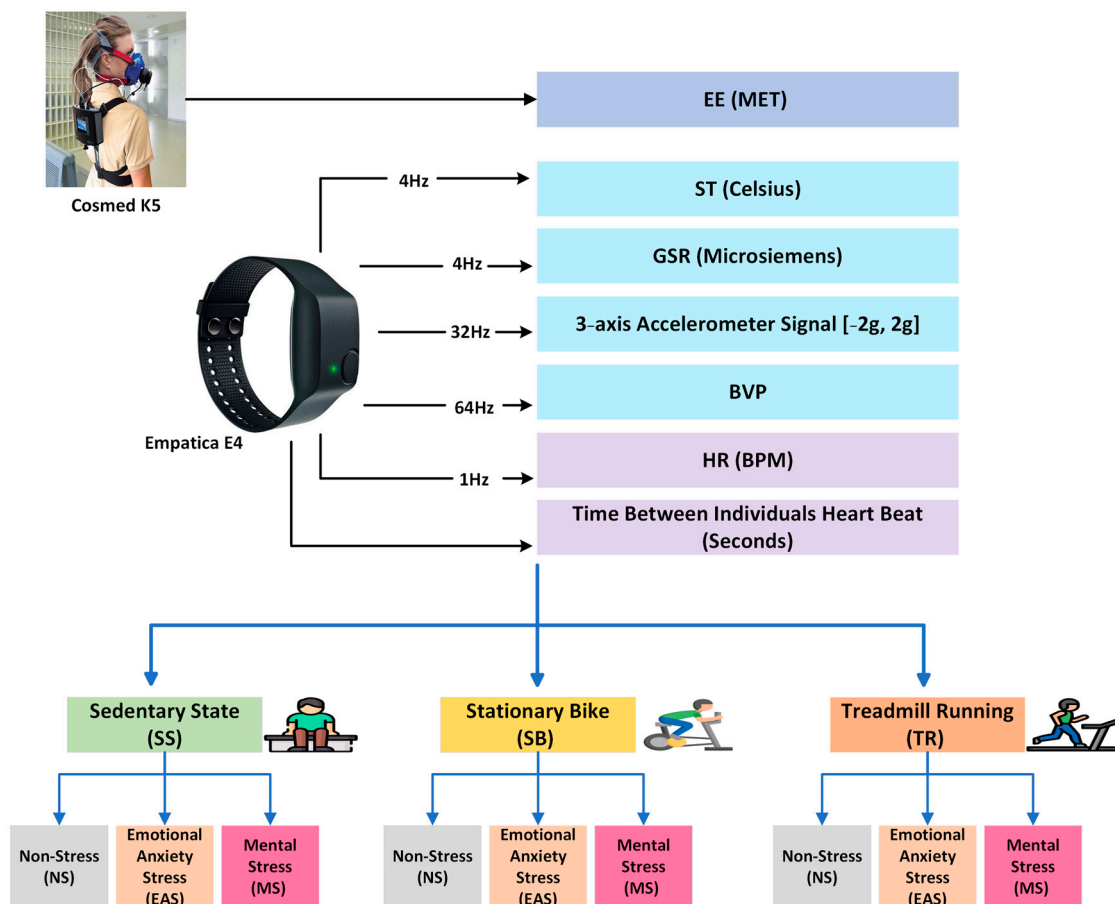 EE (MET)
Cosmed K5
4Hz
ST (Celsius)
4Hz
GSR (Microsiemens)
32Hz
3-axis Accelerometer Signal [-2g, 2g]
64Hz
BVP
Empatica E4
1Hz
HR (BPM)
Time Between Individuals Heart Beat
(Seconds)
Sedentary State
(SS)
Stationary Bike
(SB)
Treadmill Running
(TR)
Non-Stress
(NS)
Emotional
Anxiety
Stress
(EAS)
Mental
Stress
(MS)
Non-Stress
(NS)
Emotional
Anxiety
Stress
(EAS)
Mental
Stress
(MS)
Non-Stress
(NS)
Emotional
Anxiety
Stress
(EAS)
Mental
Stress
(MS)